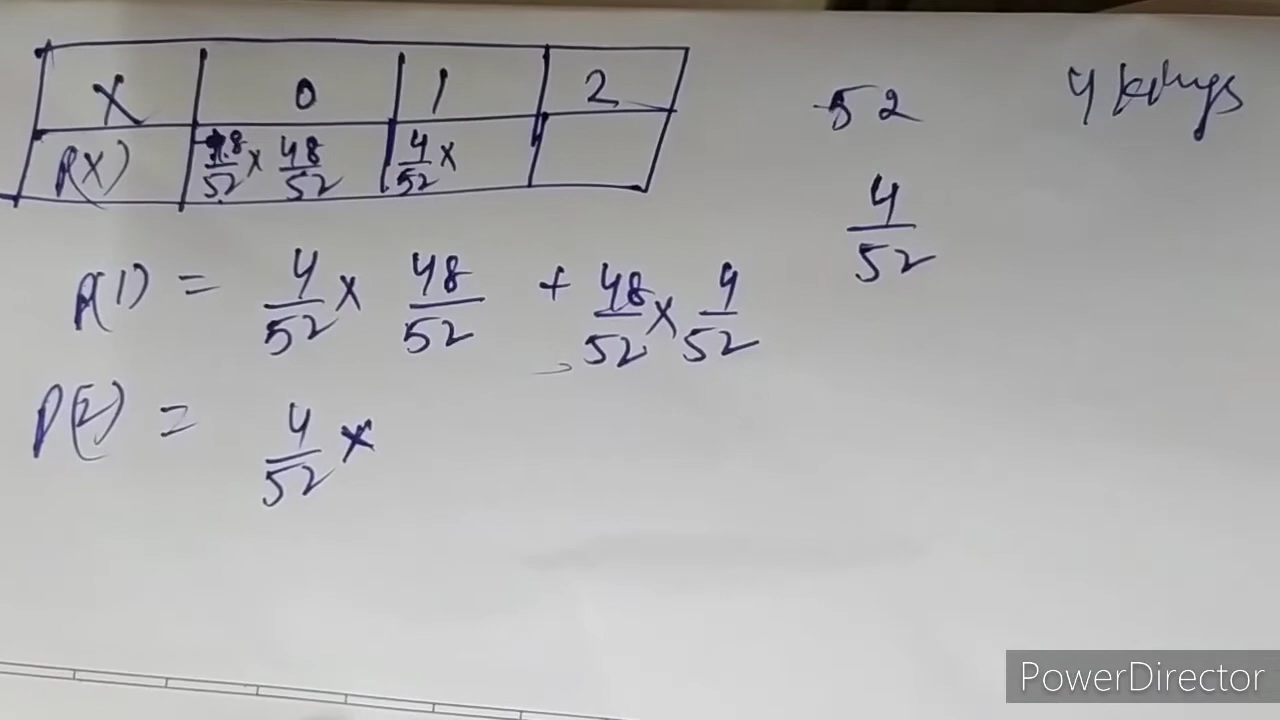 X 0 1 2 52 4 kings
P(X) 48/52 x 48/52 4/52 x
4/52
P(1) = 4/52 x 48/52 + 48/52 x 4/52
P(2) = 4/52 x
PowerDirector